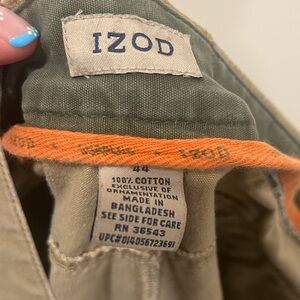 IZOD
IZOD
44
100% COTTON
EXCLUSIVE OF
ORNAMENTATION
MADE IN
BANGLADESH
SEE SIDE FOR CARE
RN 36543